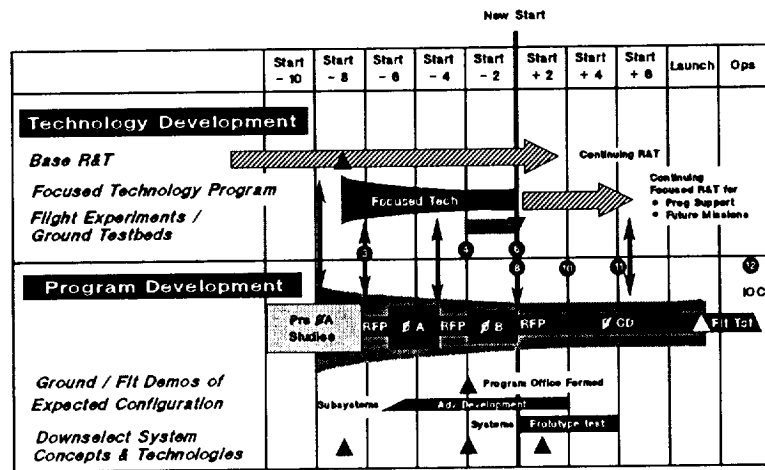 New Start
Start - 10
Start - 8
Start - 6
Start - 4
Start - 2
Start + 2
Start + 4
Start + 6
Launch
Ops
Technology Development
Base R&T
Continuing R&T
Focused Technology Program
Focused Tech
Continuing
Focused R&T for
● Prog Support
● Future Missions
Flight Experiments /
Ground Testbeds
4
8
10
11
12
Program Development
IOC
Pre ØA
Studies
RFP
Ø A
RFP
Ø B
RFP
Ø CD
Flt Tst
Ground / Flt Demos of
Expected Configuration
Program Office Formed
Subsystems
Adv. Development
Systems
Prototype test
Downselect System
Concepts & Technologies